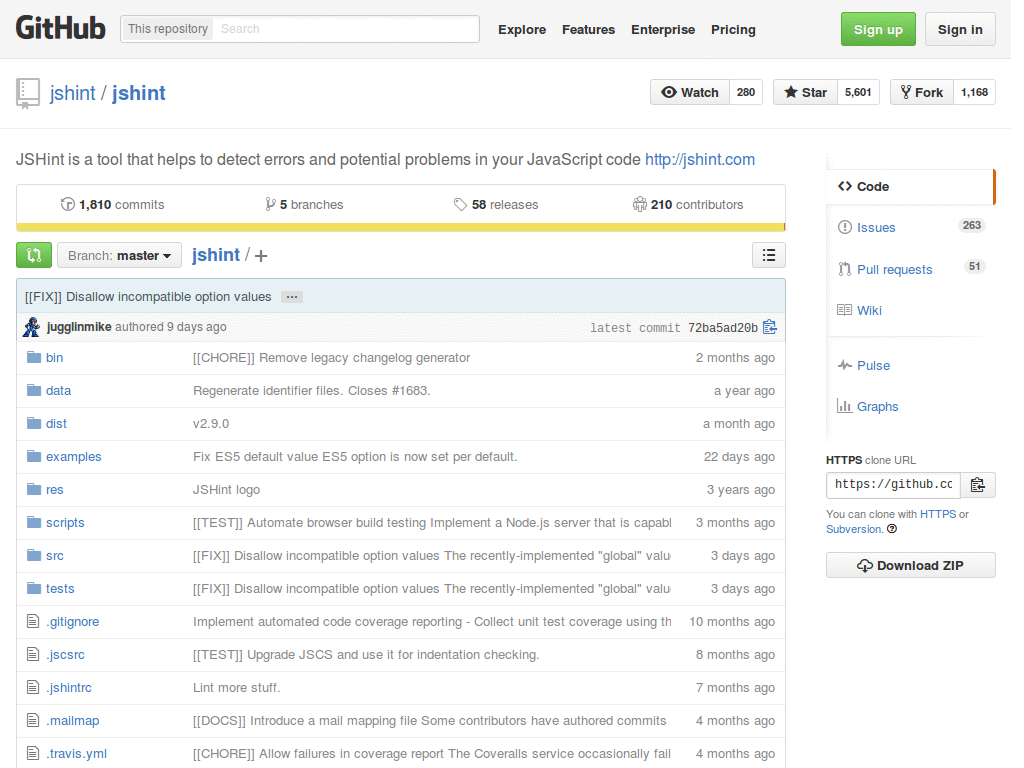 GitHub This repository Search Explore Features Enterprise Pricing Sign up Sign in
jshint / jshint Watch 280 Star 5,601 Fork 1,168
JSHint is a tool that helps to detect errors and potential problems in your JavaScript code http://jshint.com
1,810 commits 5 branches 58 releases 210 contributors
Branch: master jshint / +
[[FIX]] Disallow incompatible option values ...
jugglinmike authored 9 days ago latest commit 72ba5ad20b
bin [[CHORE]] Remove legacy changelog generator 2 months ago
data Regenerate identifier files. Closes #1683. a year ago
dist v2.9.0 a month ago
examples Fix ES5 default value ES5 option is now set per default. 22 days ago
res JSHint logo 3 years ago
scripts [[TEST]] Automate browser build testing Implement a Node.js server that is capabl 3 months ago
src [[FIX]] Disallow incompatible option values The recently-implemented "global" valu 3 days ago
tests [[FIX]] Disallow incompatible option values The recently-implemented "global" valu 3 days ago
.gitignore Implement automated code coverage reporting - Collect unit test coverage using th 10 months ago
.jscsrc [[TEST]] Upgrade JSCS and use it for indentation checking. 8 months ago
.jshintrc Lint more stuff. 7 months ago
.mailmap [[DOCS]] Introduce a mail mapping file Some contributors have authored commits 4 months ago
.travis.yml [[CHORE]] Allow failures in coverage report The Coveralls service occasionally fail 4 months ago
Code
Issues 263
Pull requests 51
Wiki
Pulse
Graphs
HTTPS clone URL
https://github.cc
You can clone with HTTPS or
Subversion.
Download ZIP